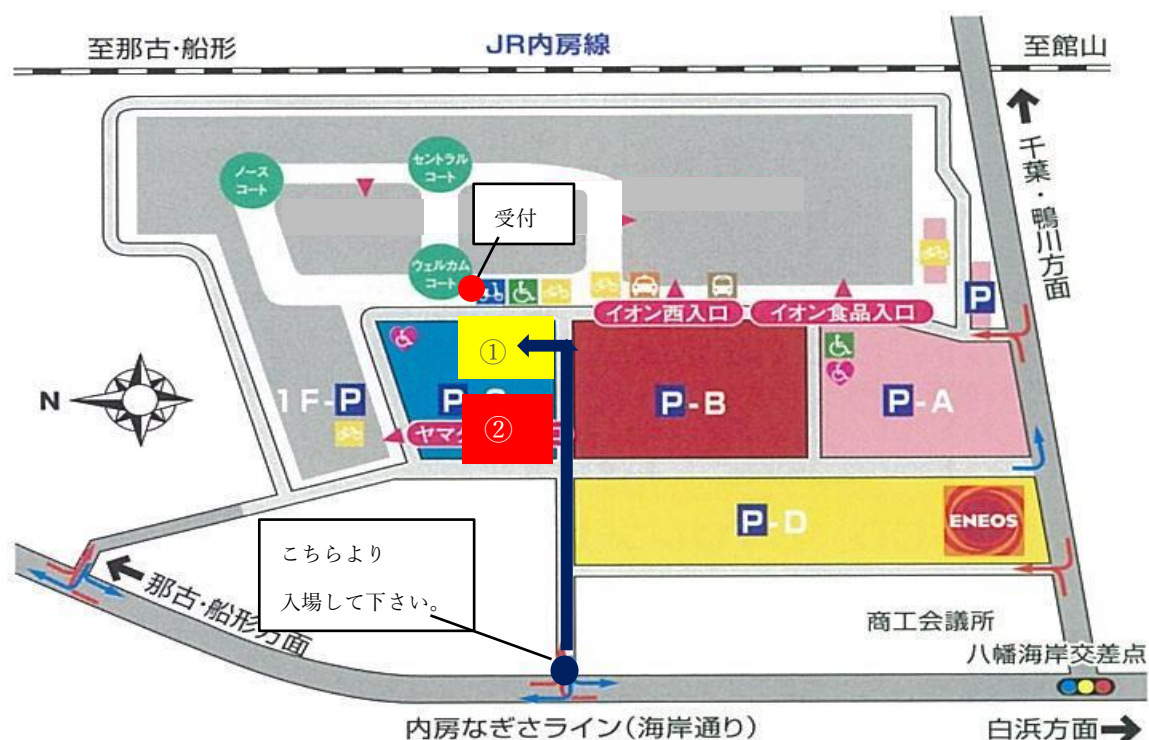 至那古・船形
JR内房線
至館山
千葉・鴨川方面
ノース
コート
セントラル
コート
受付
ウェルカム
コート
P
イオン西入口
イオン食品入口
①
N
1F-P
P-B
P-A
②
P-D
ENEOS
こちらより
入場して下さい。
那古・船形方面
商工会議所
八幡海岸交差点
内房なぎさライン(海岸通り)
白浜方面